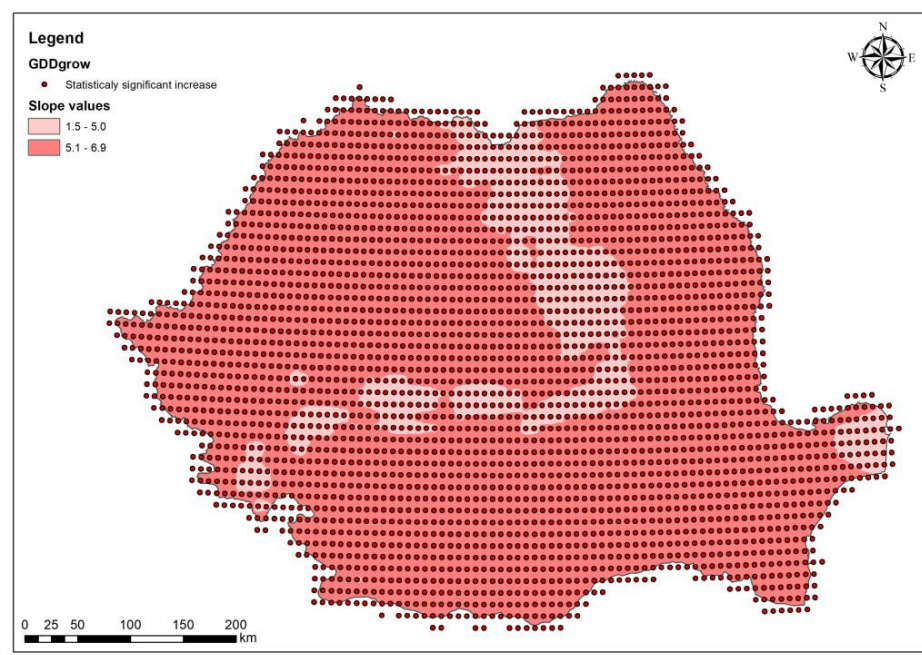 Legend
GDDgrow
Statisticaly significant increase
Slope values
1.5 - 5.0
5.1 - 6.9
N
W E
S
0 25 50 100 150 200
km